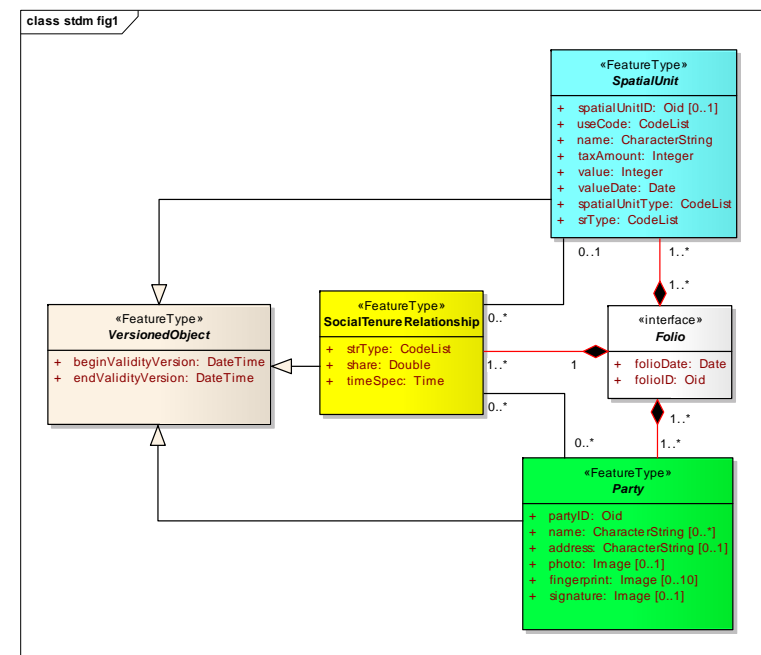 class stdm fig1
«FeatureType»
SpatialUnit
+ spatialUnitID: Oid [0..1]
+ useCode: CodeList
+ name: CharacterString
+ taxAmount: Integer
+ value: Integer
+ valueDate: Date
+ spatialUnitType: CodeList
+ srType: CodeList
0..1
1..*
1..*
«FeatureType»
VersionedObject
+ beginValidityVersion: DateTime
+ endValidityVersion: DateTime
«FeatureType»
SocialTenureRelationship
+ strType: CodeList
+ share: Double
+ timeSpec: Time
0..*
1..*
1
0..*
«interface»
Folio
+ folioDate: Date
+ folioID: Oid
1..*
0..*
1..*
«FeatureType»
Party
+ partyID: Oid
+ name: CharacterString [0..*]
+ address: CharacterString [0..1]
+ photo: Image [0..1]
+ fingerprint: Image [0..10]
+ signature: Image [0..1]